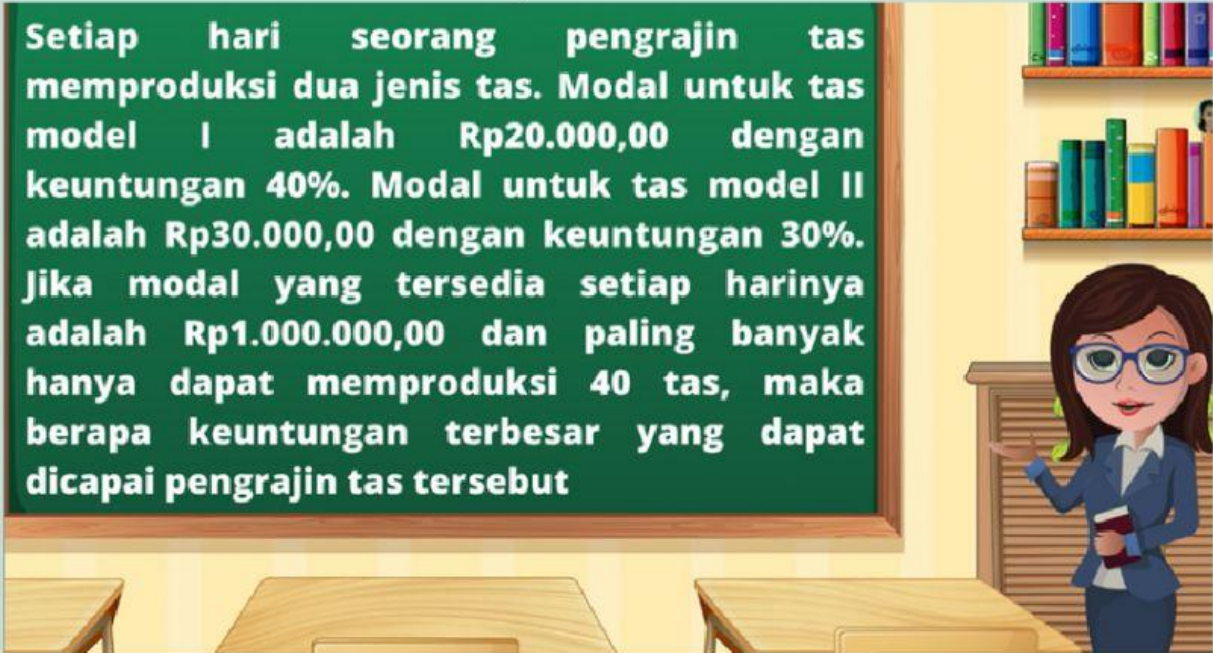 Setiap hari seorang pengrajin tas
memproduksi dua jenis tas. Modal untuk tas
model I adalah Rp20.000,00 dengan
keuntungan 40%. Modal untuk tas model II
adalah Rp30.000,00 dengan keuntungan 30%.
Jika modal yang tersedia setiap harinya
adalah Rp1.000.000,00 dan paling banyak
hanya dapat memproduksi 40 tas, maka
berapa keuntungan terbesar yang dapat
dicapai pengrajin tas tersebut